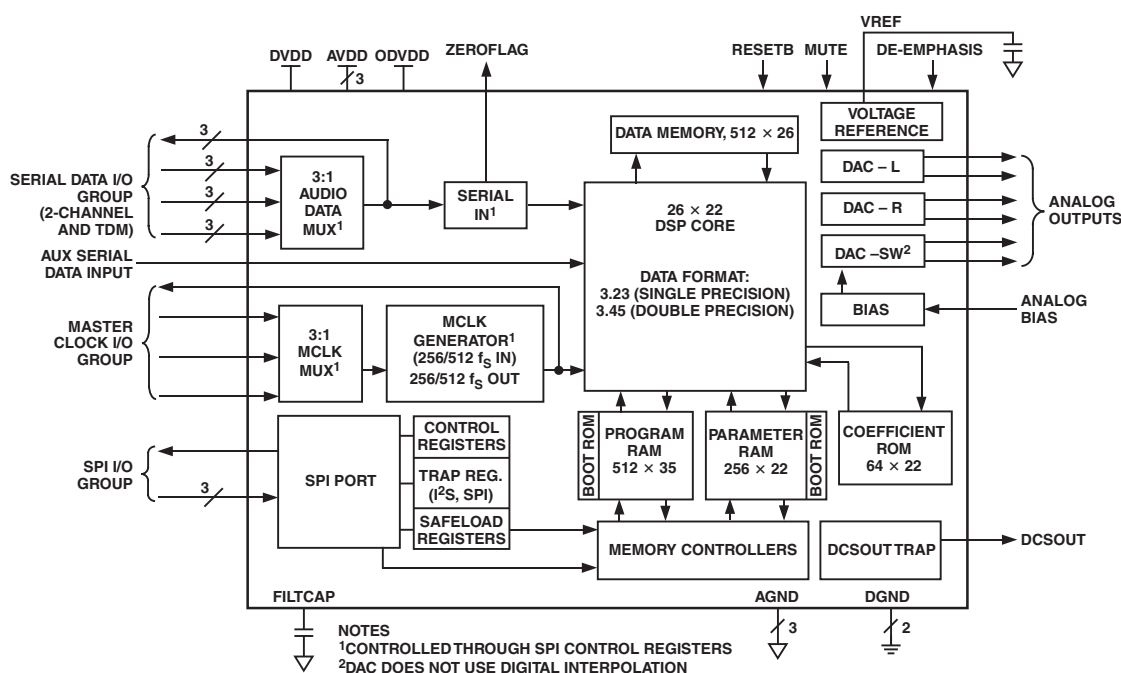 VREF
DVDD
AVDD
ODVDD
ZEROFLAG
RESETB
MUTE
DE-EMPHASIS
3
VOLTAGE
REFERENCE
DATA MEMORY, 512 × 26
3
3
3
3
SERIAL DATA I/O
GROUP
(2-CHANNEL
AND TDM)
3:1
AUDIO
DATA
MUX¹
SERIAL
IN¹
26 × 22
DSP CORE
DATA FORMAT:
3.23 (SINGLE PRECISION)
3.45 (DOUBLE PRECISION)
DAC – L
DAC – R
DAC –SW²
ANALOG
OUTPUTS
AUX SERIAL
DATA INPUT
BIAS
ANALOG
BIAS
MASTER
CLOCK I/O
GROUP
3:1
MCLK
MUX¹
MCLK
GENERATOR¹
(256/512 fS IN)
256/512 fS OUT
SPI I/O
GROUP
3
SPI PORT
CONTROL
REGISTERS
TRAP REG.
(I²S, SPI)
SAFELOAD
REGISTERS
BOOT ROM
PROGRAM
RAM
512 × 35
PARAMETER
RAM
256 × 22
BOOT ROM
COEFFICIENT
ROM
64 × 22
MEMORY CONTROLLERS
DCSOUT TRAP
DCSOUT
FILTCAP
AGND
DGND
3
2
NOTES
¹CONTROLLED THROUGH SPI CONTROL REGISTERS
²DAC DOES NOT USE DIGITAL INTERPOLATION